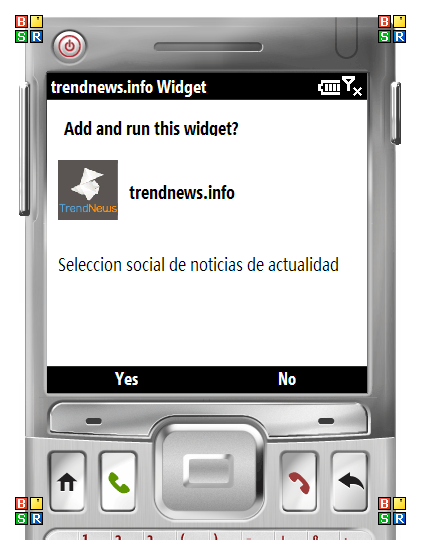 B B
S R S R
trendnews.info Widget
Add and run this widget?
TrendNews
trendnews.info
Seleccion social de noticias de actualidad
Yes No
B B
S R S R